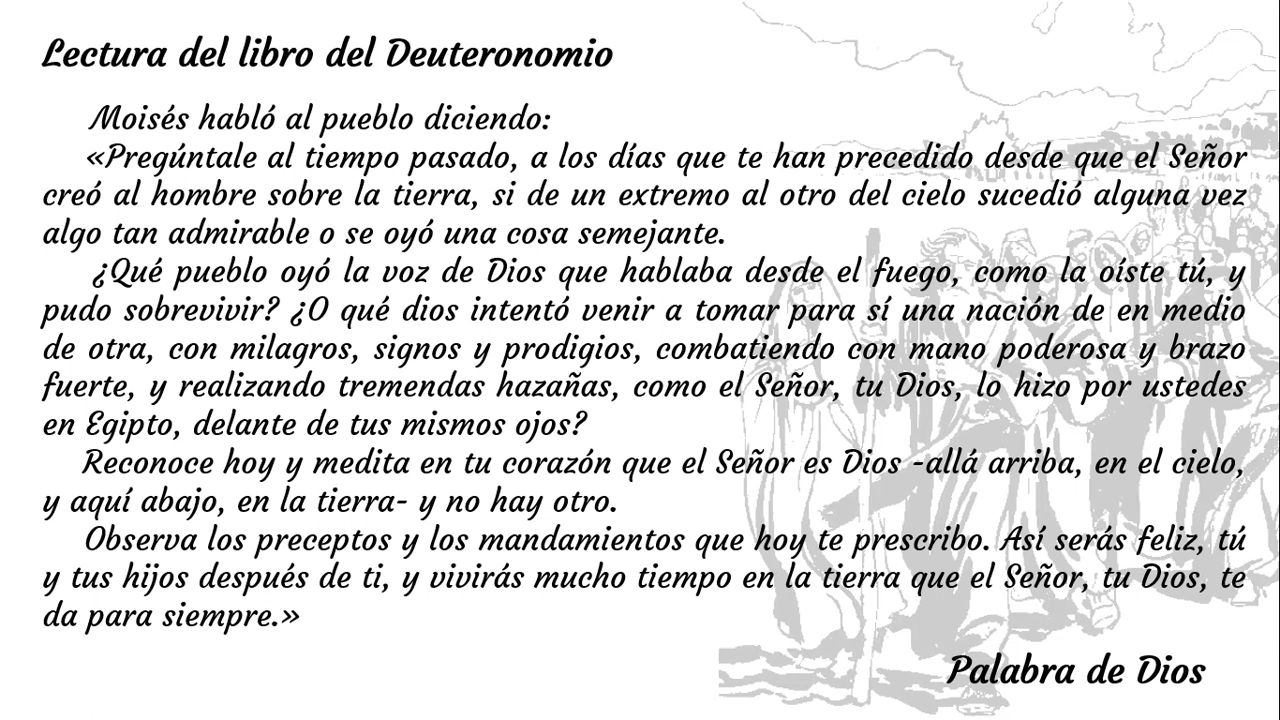 Lectura del libro del Deuteronomio
Moisés habló al pueblo diciendo:
«Pregúntale al tiempo pasado, a los días que te han precedido desde que el Señor
creó al hombre sobre la tierra, si de un extremo al otro del cielo sucedió alguna vez
algo tan admirable o se oyó una cosa semejante.
¿Qué pueblo oyó la voz de Dios que hablaba desde el fuego, como la oíste tú, y
pudo sobrevivir? ¿O qué dios intentó venir a tomar para sí una nación de en medio
de otra, con milagros, signos y prodigios, combatiendo con mano poderosa y brazo
fuerte, y realizando tremendas hazañas, como el Señor, tu Dios, lo hizo por ustedes
en Egipto, delante de tus mismos ojos?
Reconoce hoy y medita en tu corazón que el Señor es Dios -allá arriba, en el cielo,
y aquí abajo, en la tierra- y no hay otro.
Observa los preceptos y los mandamientos que hoy te prescribo. Así serás feliz, tú
y tus hijos después de ti, y vivirás mucho tiempo en la tierra que el Señor, tu Dios, te
da para siempre.»
Palabra de Dios